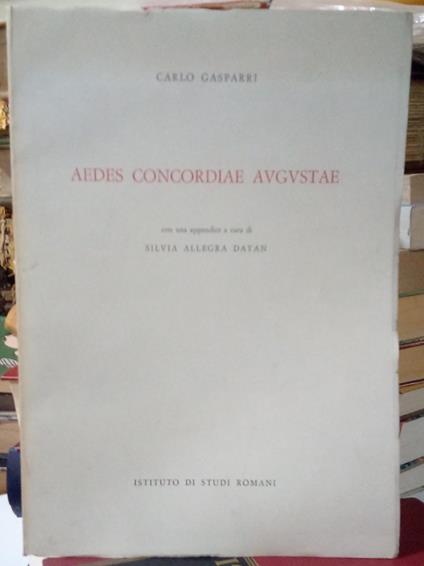 CARLO GASPARRI
AEDES CONCORDIAE AVGVSTAE
con una appendice a cura di
SILVIA ALLEGRA DAYAN
ISTITUTO DI STUDI ROMANI